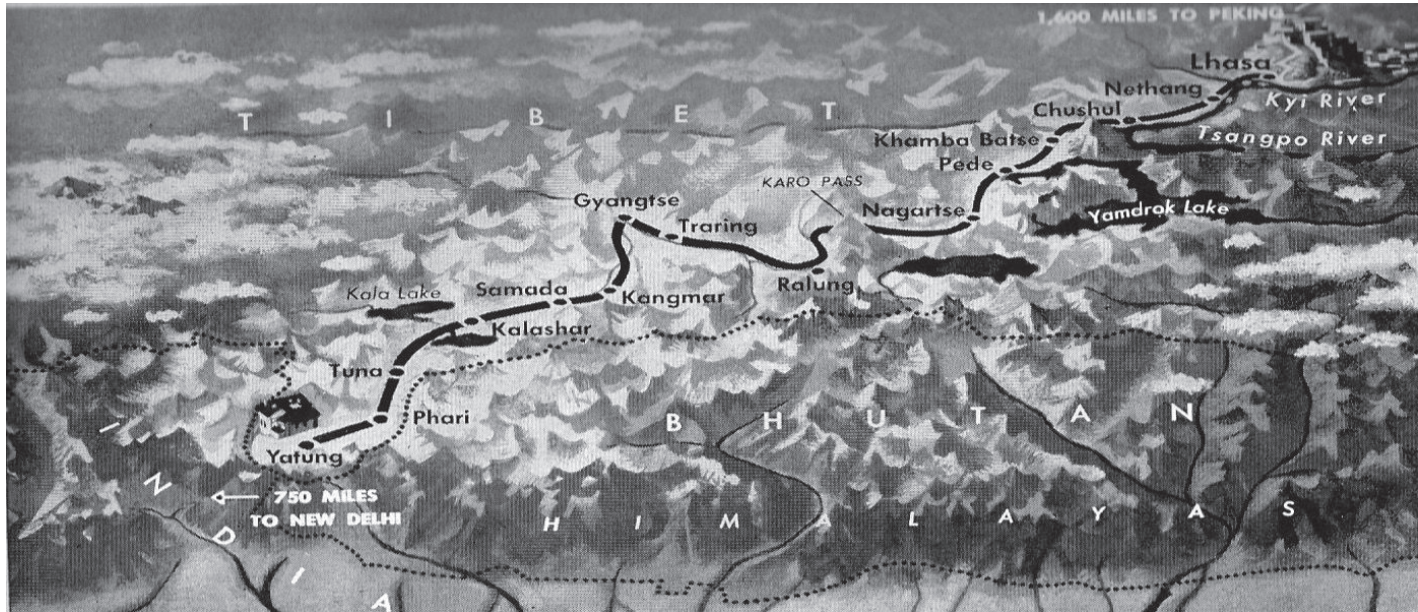 1,600 MILES TO PEKING
Lhasa
Nethang
Kyi River
Chushul
T I B E T
Khamba Batse
Tsangpo River
Pede
KARO PASS
Gyangtse
Nagartse
Yamdrok Lake
Traring
Ralung
Kala Lake
Samada
Kangmar
Kalashar
Tuna
Phari
B H U T A N
Yatung
750 MILES
TO NEW DELHI
I N D I A
H I M A L A Y A S